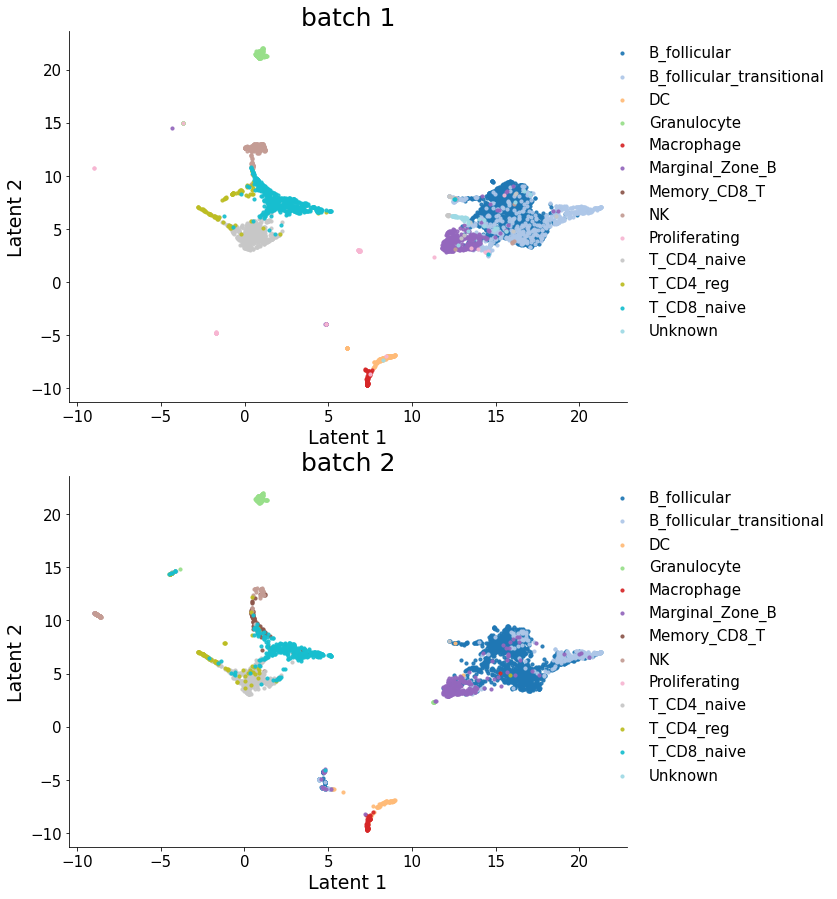 batch 1
Latent 2
20
15
10
5
0
−5
−10
−10
−5
0
5
10
15
20
Latent 1
B_follicular
B_follicular_transitional
DC
Granulocyte
Macrophage
Marginal_Zone_B
Memory_CD8_T
NK
Proliferating
T_CD4_naive
T_CD4_reg
T_CD8_naive
Unknown
batch 2
Latent 2
20
15
10
5
0
−5
−10
−10
−5
0
5
10
15
20
Latent 1
B_follicular
B_follicular_transitional
DC
Granulocyte
Macrophage
Marginal_Zone_B
Memory_CD8_T
NK
Proliferating
T_CD4_naive
T_CD4_reg
T_CD8_naive
Unknown